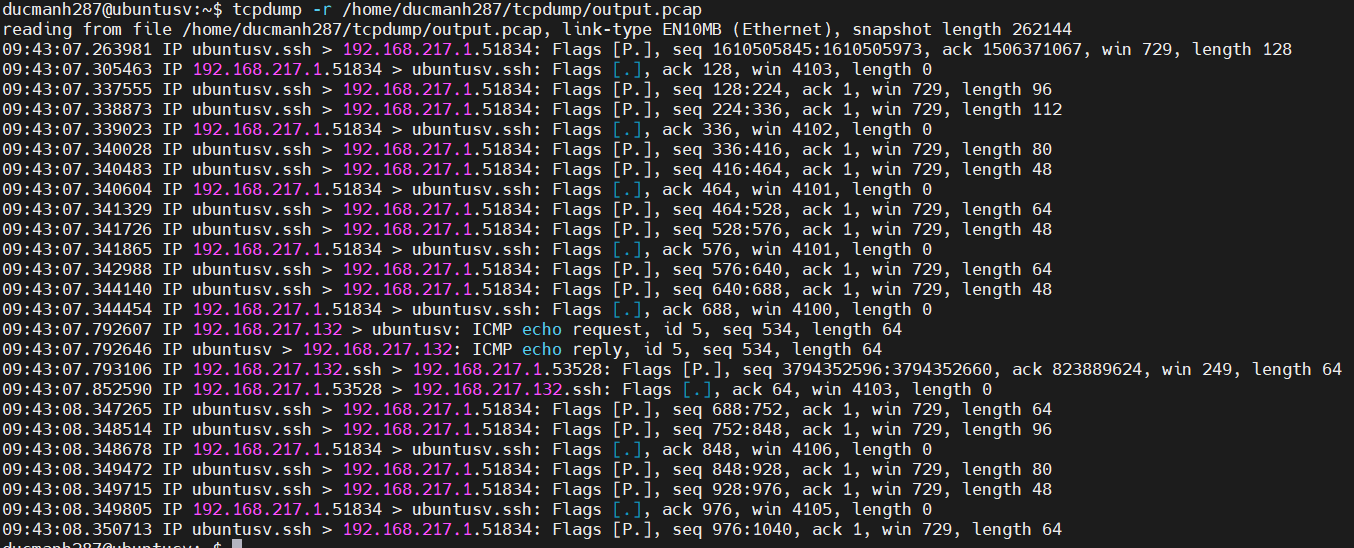 ducmanh287@ubuntusv:~$ tcpdump -r /home/ducmanh287/tcpdump/output.pcap
reading from file /home/ducmanh287/tcpdump/output.pcap, link-type EN10MB (Ethernet), snapshot length 262144
09:43:07.263981 IP ubuntusv.ssh > 192.168.217.1.51834: Flags [P.], seq 1610505845:1610505973, ack 1506371067, win 729, length 128
09:43:07.305463 IP 192.168.217.1.51834 > ubuntusv.ssh: Flags [.], ack 128, win 4103, length 0
09:43:07.337555 IP ubuntusv.ssh > 192.168.217.1.51834: Flags [P.], seq 128:224, ack 1, win 729, length 96
09:43:07.338873 IP ubuntusv.ssh > 192.168.217.1.51834: Flags [P.], seq 224:336, ack 1, win 729, length 112
09:43:07.339023 IP 192.168.217.1.51834 > ubuntusv.ssh: Flags [.], ack 336, win 4102, length 0
09:43:07.340028 IP ubuntusv.ssh > 192.168.217.1.51834: Flags [P.], seq 336:416, ack 1, win 729, length 80
09:43:07.340483 IP ubuntusv.ssh > 192.168.217.1.51834: Flags [P.], seq 416:464, ack 1, win 729, length 48
09:43:07.340604 IP 192.168.217.1.51834 > ubuntusv.ssh: Flags [.], ack 464, win 4101, length 0
09:43:07.341329 IP ubuntusv.ssh > 192.168.217.1.51834: Flags [P.], seq 464:528, ack 1, win 729, length 64
09:43:07.341726 IP ubuntusv.ssh > 192.168.217.1.51834: Flags [P.], seq 528:576, ack 1, win 729, length 48
09:43:07.341865 IP 192.168.217.1.51834 > ubuntusv.ssh: Flags [.], ack 576, win 4101, length 0
09:43:07.342988 IP ubuntusv.ssh > 192.168.217.1.51834: Flags [P.], seq 576:640, ack 1, win 729, length 64
09:43:07.344140 IP ubuntusv.ssh > 192.168.217.1.51834: Flags [P.], seq 640:688, ack 1, win 729, length 48
09:43:07.344454 IP 192.168.217.1.51834 > ubuntusv.ssh: Flags [.], ack 688, win 4100, length 0
09:43:07.792607 IP 192.168.217.132 > ubuntusv: ICMP echo request, id 5, seq 534, length 64
09:43:07.792646 IP ubuntusv > 192.168.217.132: ICMP echo reply, id 5, seq 534, length 64
09:43:07.793106 IP 192.168.217.132.ssh > 192.168.217.1.53528: Flags [P.], seq 3794352596:3794352660, ack 823889624, win 249, length 64
09:43:07.852590 IP 192.168.217.1.53528 > 192.168.217.132.ssh: Flags [.], ack 64, win 4103, length 0
09:43:08.347265 IP ubuntusv.ssh > 192.168.217.1.51834: Flags [P.], seq 688:752, ack 1, win 729, length 64
09:43:08.348514 IP ubuntusv.ssh > 192.168.217.1.51834: Flags [P.], seq 752:848, ack 1, win 729, length 96
09:43:08.348678 IP 192.168.217.1.51834 > ubuntusv.ssh: Flags [.], ack 848, win 4106, length 0
09:43:08.349472 IP ubuntusv.ssh > 192.168.217.1.51834: Flags [P.], seq 848:928, ack 1, win 729, length 80
09:43:08.349715 IP ubuntusv.ssh > 192.168.217.1.51834: Flags [P.], seq 928:976, ack 1, win 729, length 48
09:43:08.349805 IP 192.168.217.1.51834 > ubuntusv.ssh: Flags [.], ack 976, win 4105, length 0
09:43:08.350713 IP ubuntusv.ssh > 192.168.217.1.51834: Flags [P.], seq 976:1040, ack 1, win 729, length 64
ducmanh287@ubuntusv:~$